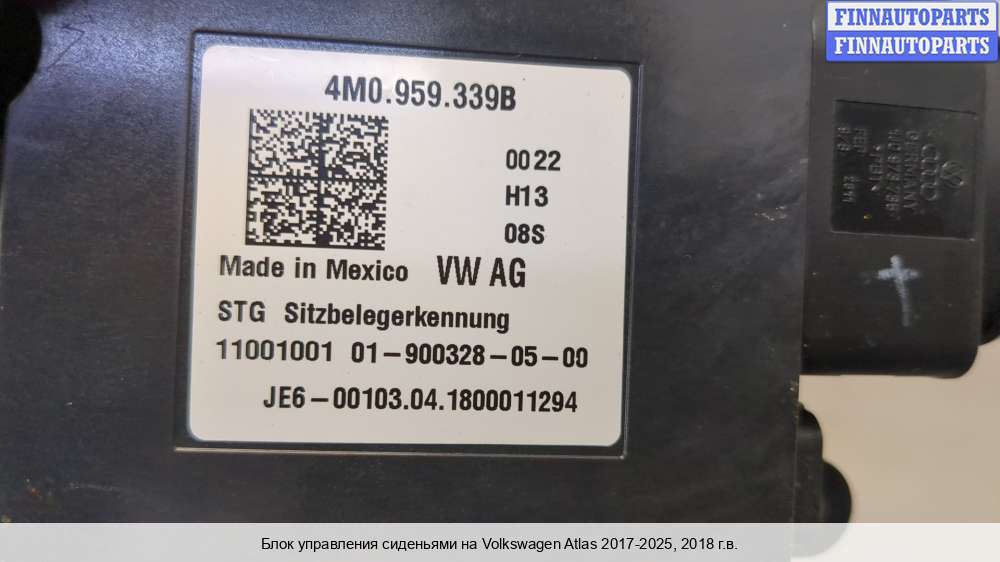 FINNAUTOPARTS
FINNAUTOPARTS
4M0.959.339B
0022
H13
08S
Made in Mexico VW AG
STG Sitzbelegerkennung
11001001 01-900328-05-00
JE6-00103.04.1800011294
Блок управления сиденьями на Volkswagen Atlas 2017-2025, 2018 г.в.